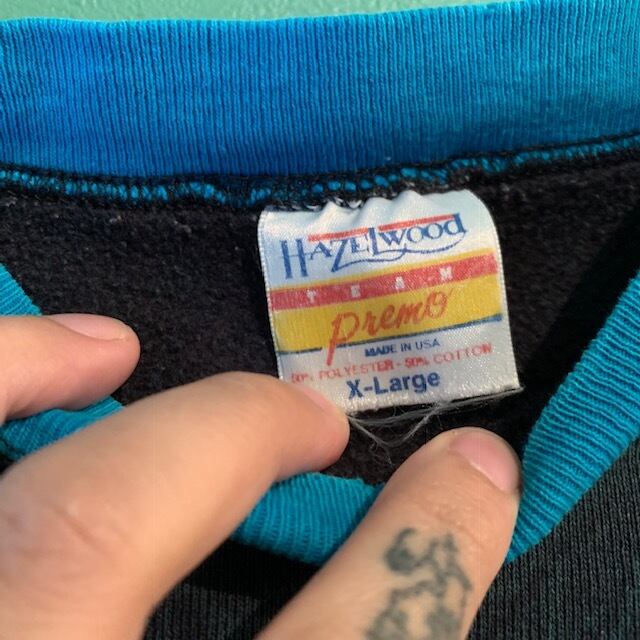 HAZELWOOD
TEAM
Premo
MADE IN USA
50% POLYESTER - 50% COTTON
X-Large